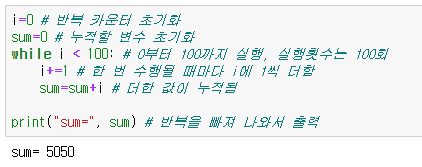 i=0 # 반복 카운터 초기화
sum=0 # 누적할 변수 초기화
while i < 100: # 0부터 100까지 실행, 실행횟수는 100회
    i+=1 # 한 번 수행될 때마다 i에 1씩 더함
    sum=sum+i # 더한 값이 누적됨
print("sum=", sum) # 반복을 빠져 나와서 출력
sum= 5050